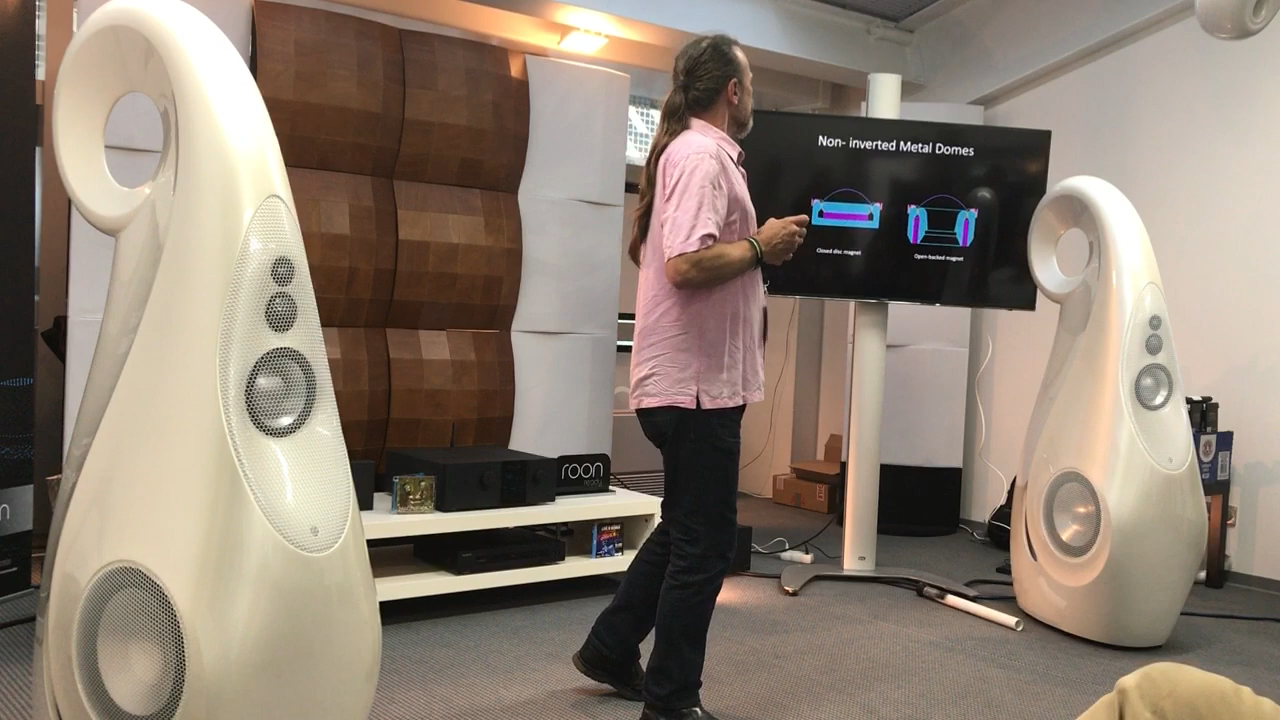 Non- inverted Metal Domes
Closed disc magnet
Open-backed magnet
roon
ready